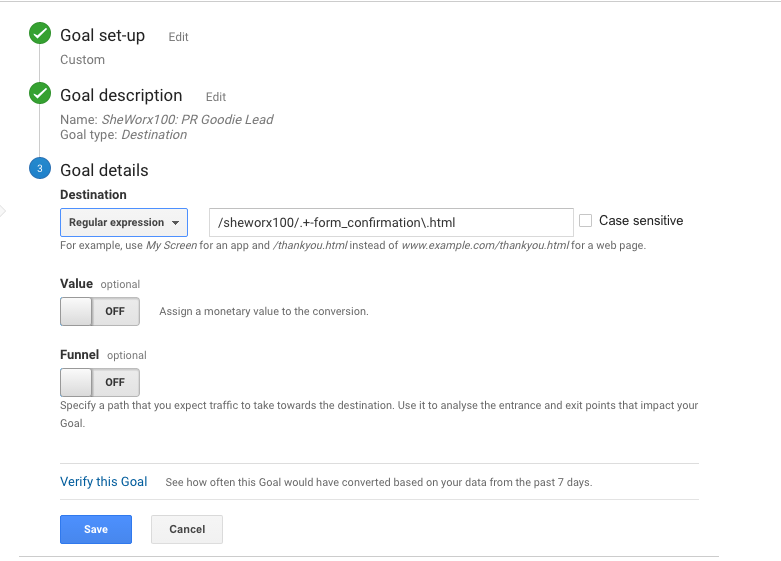 Goal set-up Edit
Custom
Goal description Edit
Name: SheWorx100: PR Goodie Lead
Goal type: Destination
3 Goal details
Destination
Regular expression /sheworx100/.+-form_confirmation\.html Case sensitive
For example, use My Screen for an app and /thankyou.html instead of www.example.com/thankyou.html for a web page.
Value optional
OFF Assign a monetary value to the conversion.
Funnel optional
OFF
Specify a path that you expect traffic to take towards the destination. Use it to analyse the entrance and exit points that impact your
Goal.
Verify this Goal See how often this Goal would have converted based on your data from the past 7 days.
Save Cancel